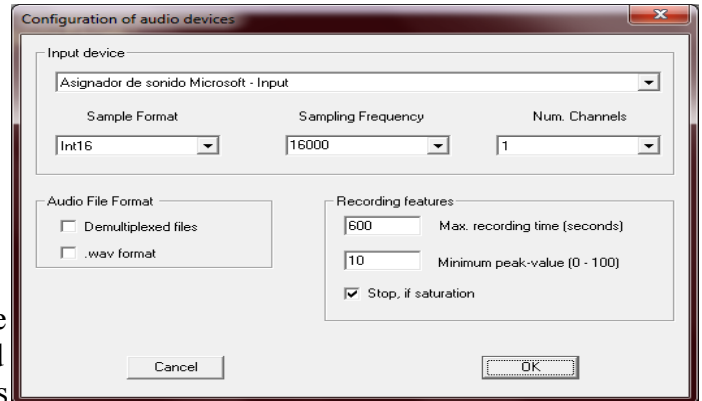 Configuration of audio devices
Input device
Asignador de sonido Microsoft - Input
Sample Format Sampling Frequency Num. Channels
Int16 16000 1
Audio File Format
Demultiplexed files
.wav format
Recording features
600 Max. recording time (seconds)
10 Minimum peak-value (0 - 100)
Stop, if saturation
Cancel OK